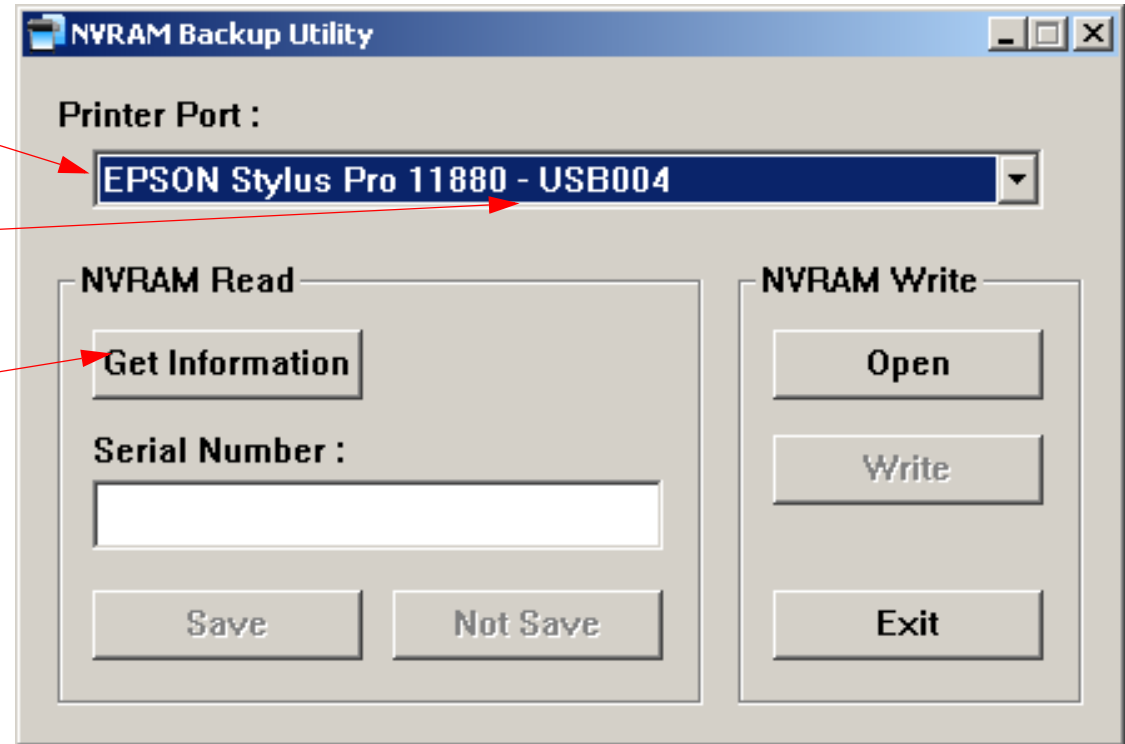 NVRAM Backup Utility
Printer Port :
EPSON Stylus Pro 11880 - USB004
NVRAM Read
Get Information
Serial Number :
Save
Not Save
NVRAM Write
Open
Write
Exit